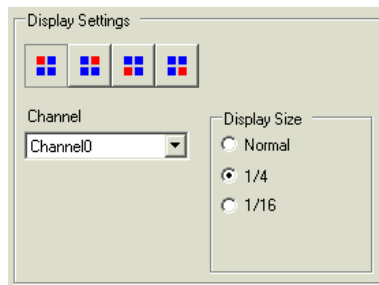 Display Settings
Channel
Channel0
Display Size
Normal
1/4
1/16